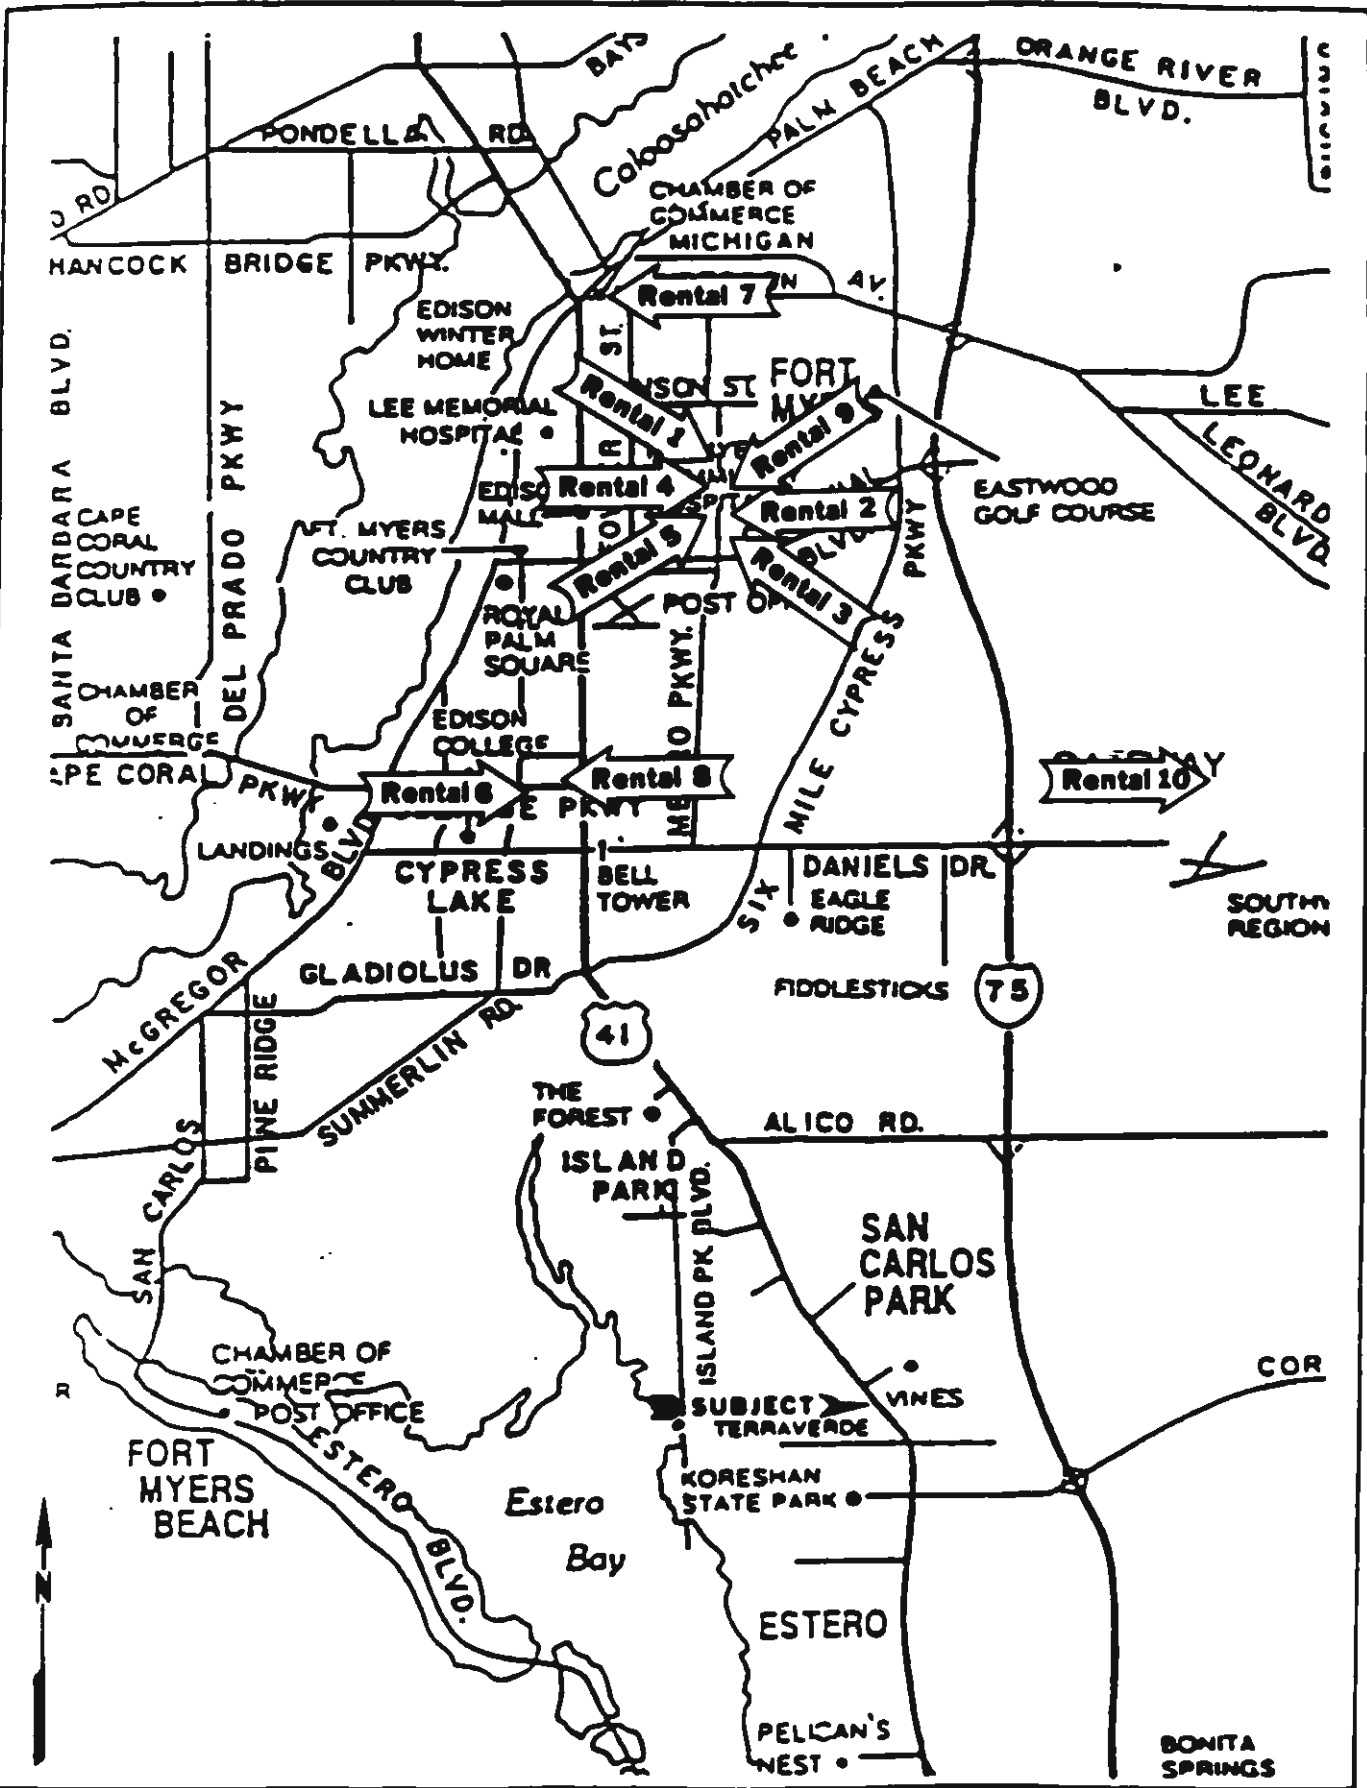 BAYS
Caloosahatchee
PALM BEACH
ORANGE RIVER
BLVD.
PONDELLA RD.
RD
CHAMBER OF
COMMERCE
MICHIGAN
HANCOCK BRIDGE PKWY.
Rental 7
AV.
EDISON
WINTER
HOME
ST.
FORT
Rental 1
ST
Rental 9
LEE
LEE MEMORIAL
HOSPITAL
LEONARD
BLVD.
SANTA BARBARA BLVD.
DEL PRADO PKWY
Rental 4
MALL
Rental 2
EASTWOOD
GOLF COURSE
CAPE
CORAL
COUNTRY
CLUB
FT. MYERS
COUNTRY
CLUB
Rental 5
BLVD
PKWY
Rental 3
ROYAL
PALM
SQUARE
POST
PKWY.
SIX MILE CYPRESS
CHAMBER
OF
COMMERCE
EDISON
COLLEGE
CORAL
PKWY
Rental 6
Rental 8
PKWY
Rental 10
LANDINGS
BLVD
CYPRESS
LAKE
BELL
TOWER
DANIELS DR.
EAGLE
RIDGE
SOUTH
REGION
McGREGOR
GLADIOLUS DR
FIDDLESTICKS
75
41
PINE RIDGE
SUMMERLIN RD.
THE
FOREST
ALICO RD.
SAN CARLOS
ISLAND
PARK
ISLAND PK BLVD.
SAN
CARLOS
PARK
CHAMBER OF
COMMERCE
POST OFFICE
COR
R
SUBJECT
VINES
TERRAVERDE
FORT
MYERS
BEACH
ESTERO BLVD.
KORESHAN
STATE PARK
Estero
Bay
N
ESTERO
PELICAN'S
NEST
BONITA
SPRINGS